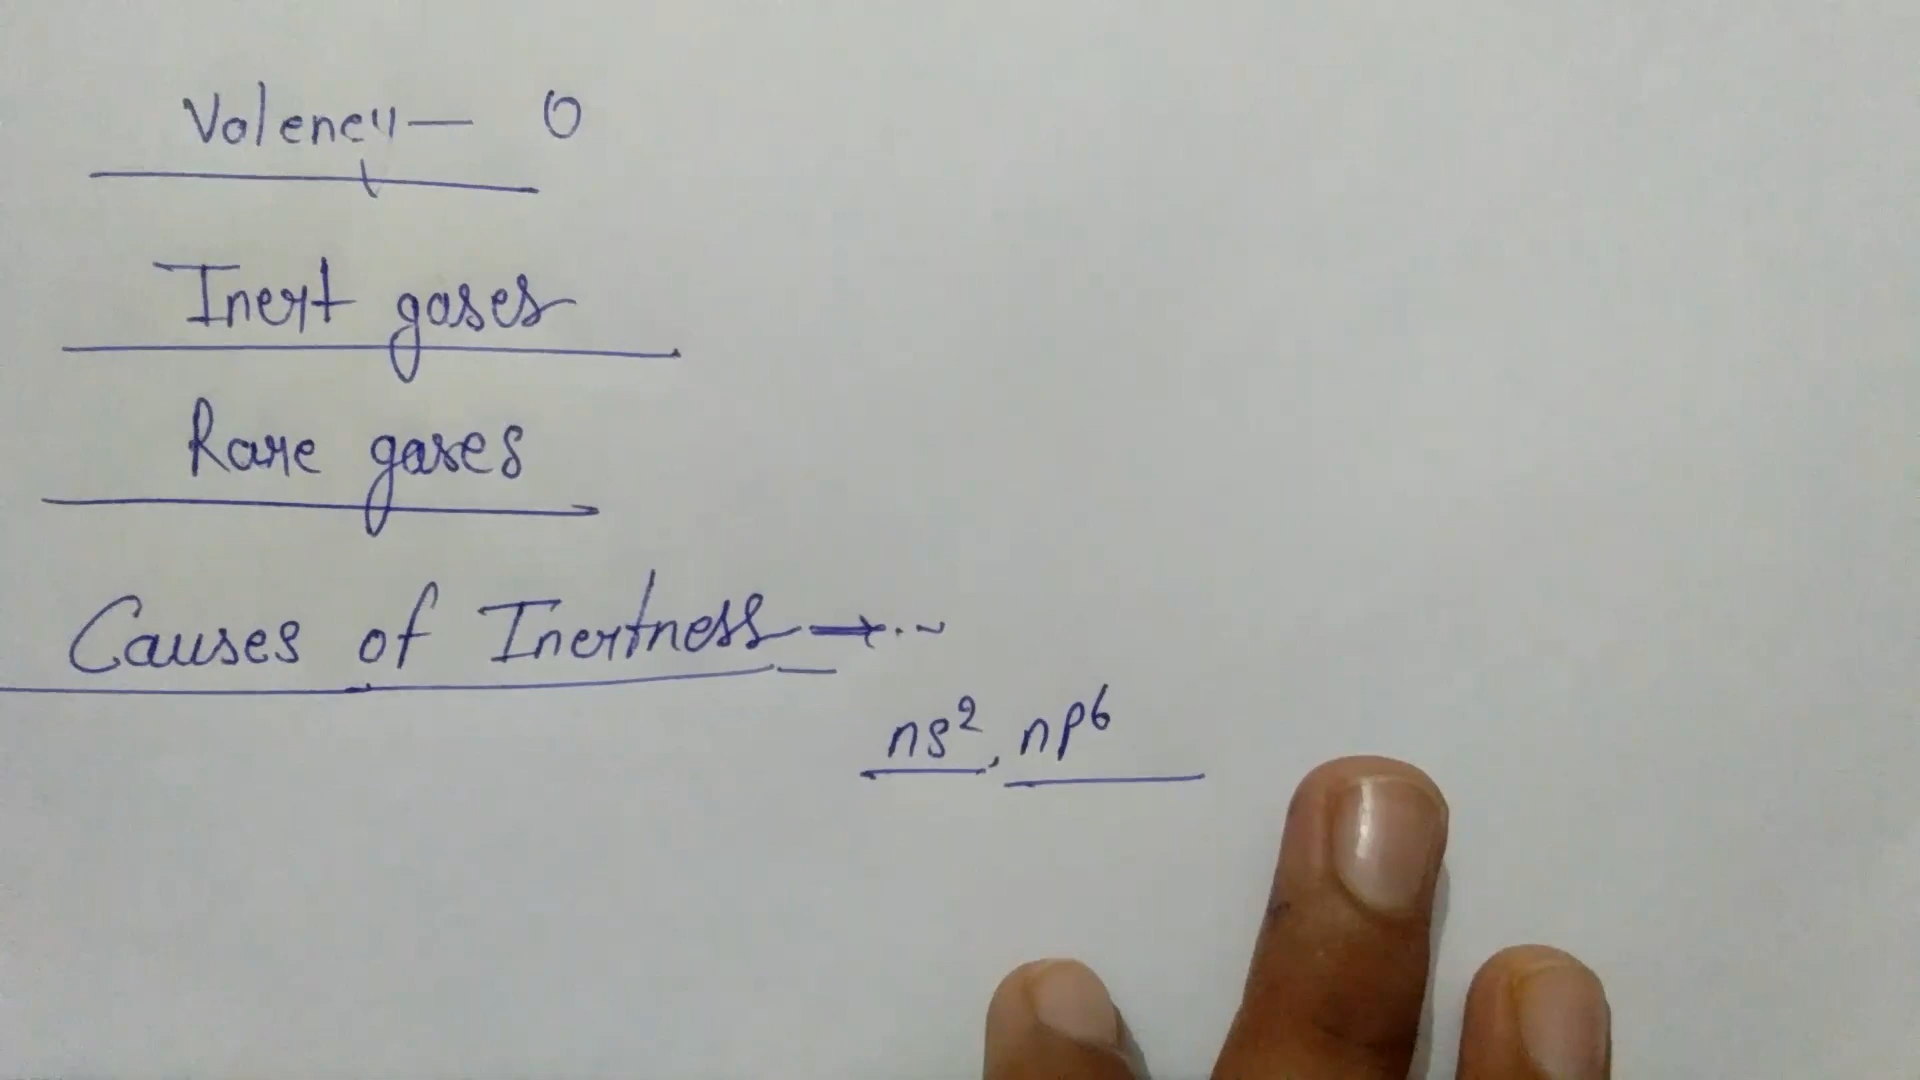 Valency — 0
Inert gases
Rare gases
Causes of Inertness →
ns², np⁶